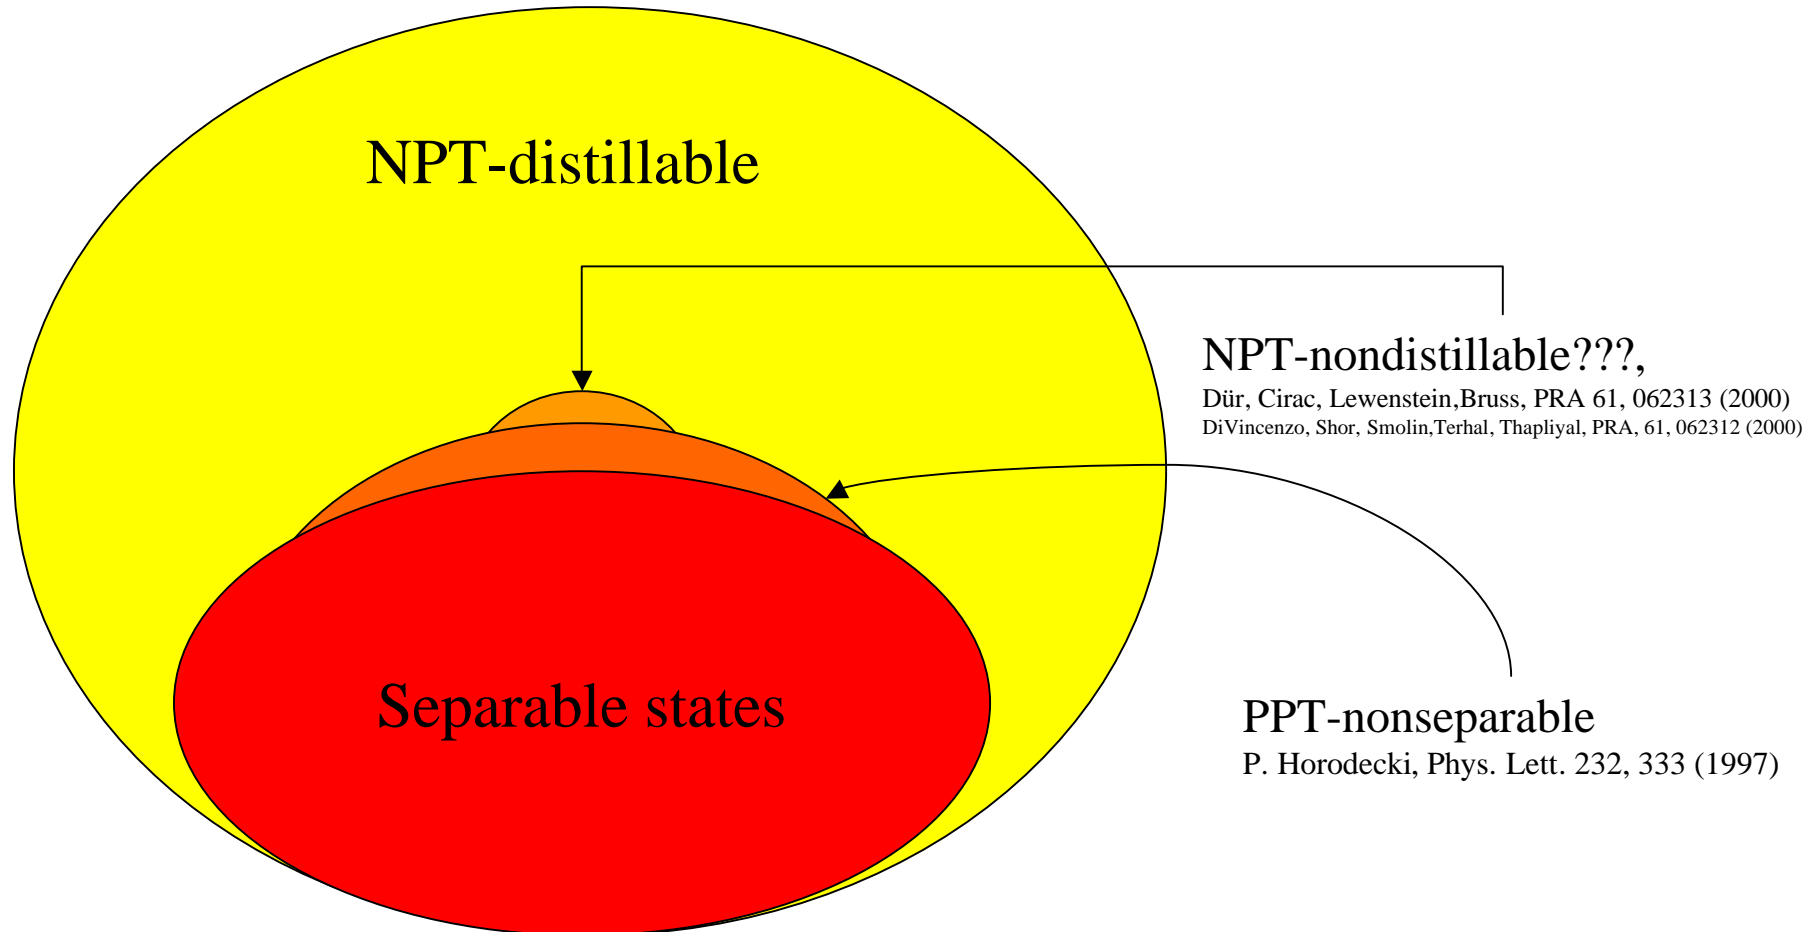 NPT-distillable
NPT-nondistillable???,
Dür, Cirac, Lewenstein,Bruss, PRA 61, 062313 (2000)
DiVincenzo, Shor, Smolin,Terhal, Thapliyal, PRA, 61, 062312 (2000)
Separable states
PPT-nonseparable
P. Horodecki, Phys. Lett. 232, 333 (1997)